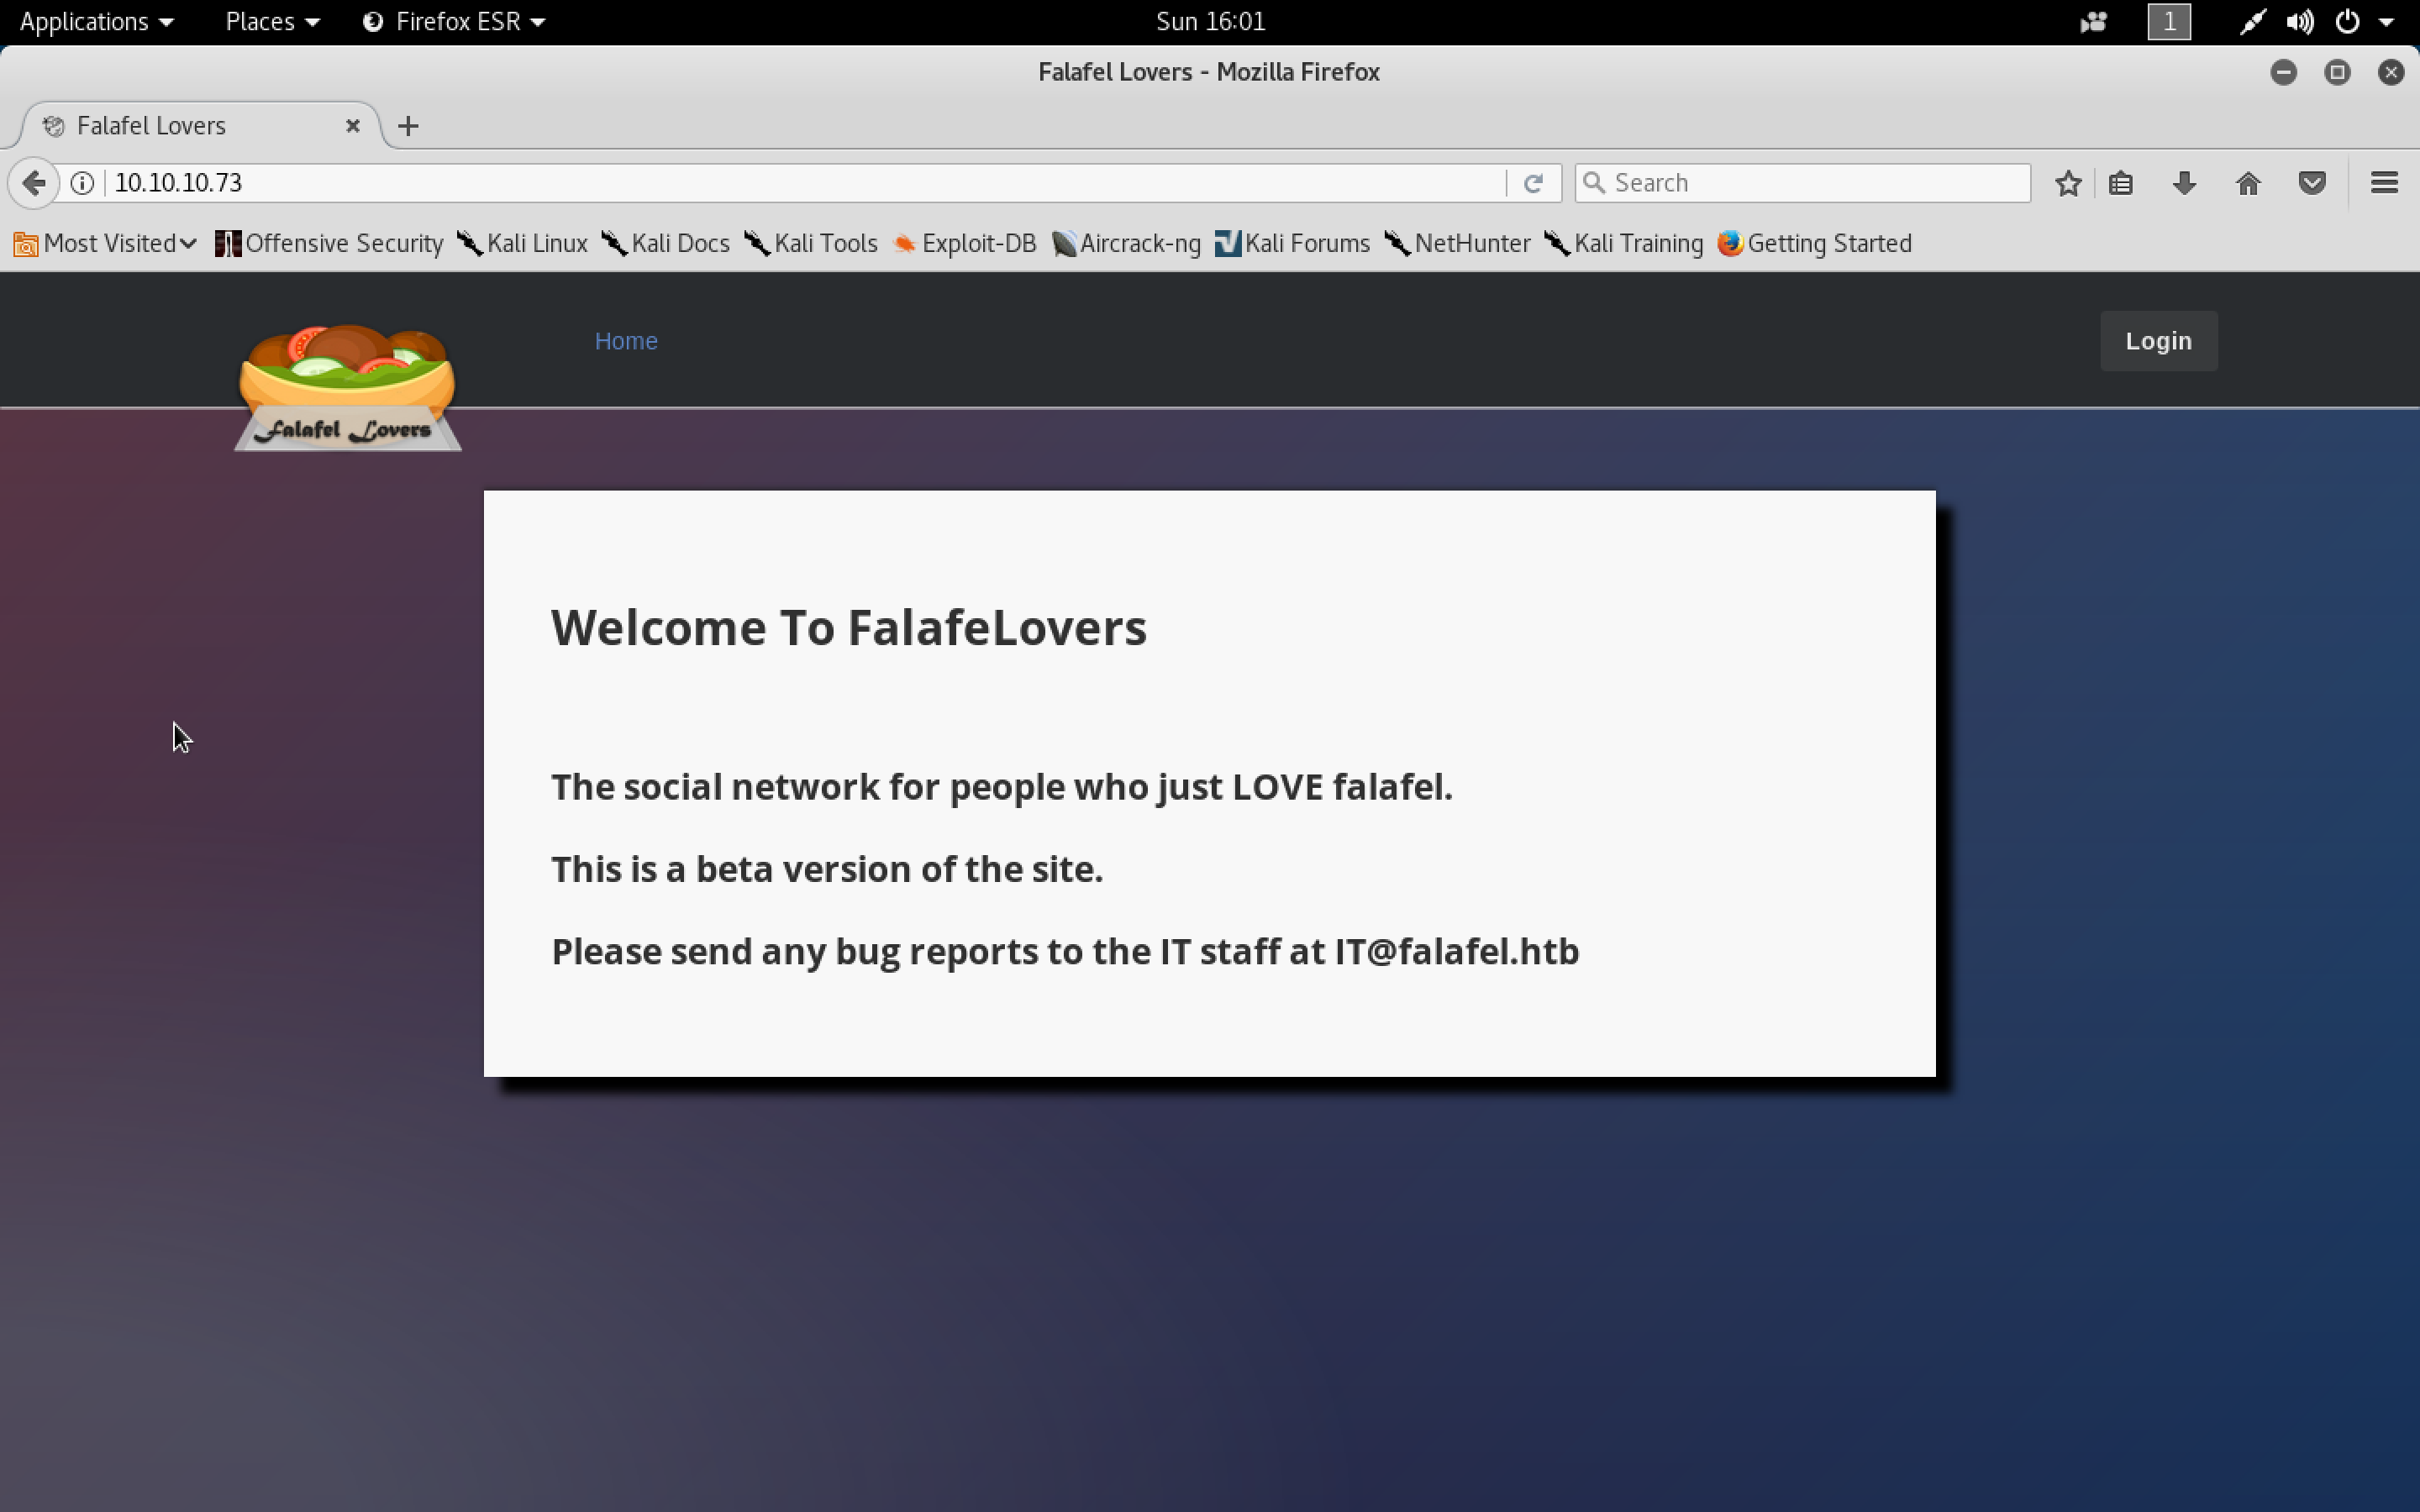 Applications Places Firefox ESR Sun 16:01 1
Falafel Lovers - Mozilla Firefox
Falafel Lovers
10.10.10.73 Search
Most Visited Offensive Security Kali Linux Kali Docs Kali Tools Exploit-DB Aircrack-ng Kali Forums NetHunter Kali Training Getting Started
Home Login
Falafel Lovers
Welcome To FalafeLovers
The social network for people who just LOVE falafel.
This is a beta version of the site.
Please send any bug reports to the IT staff at IT@falafel.htb